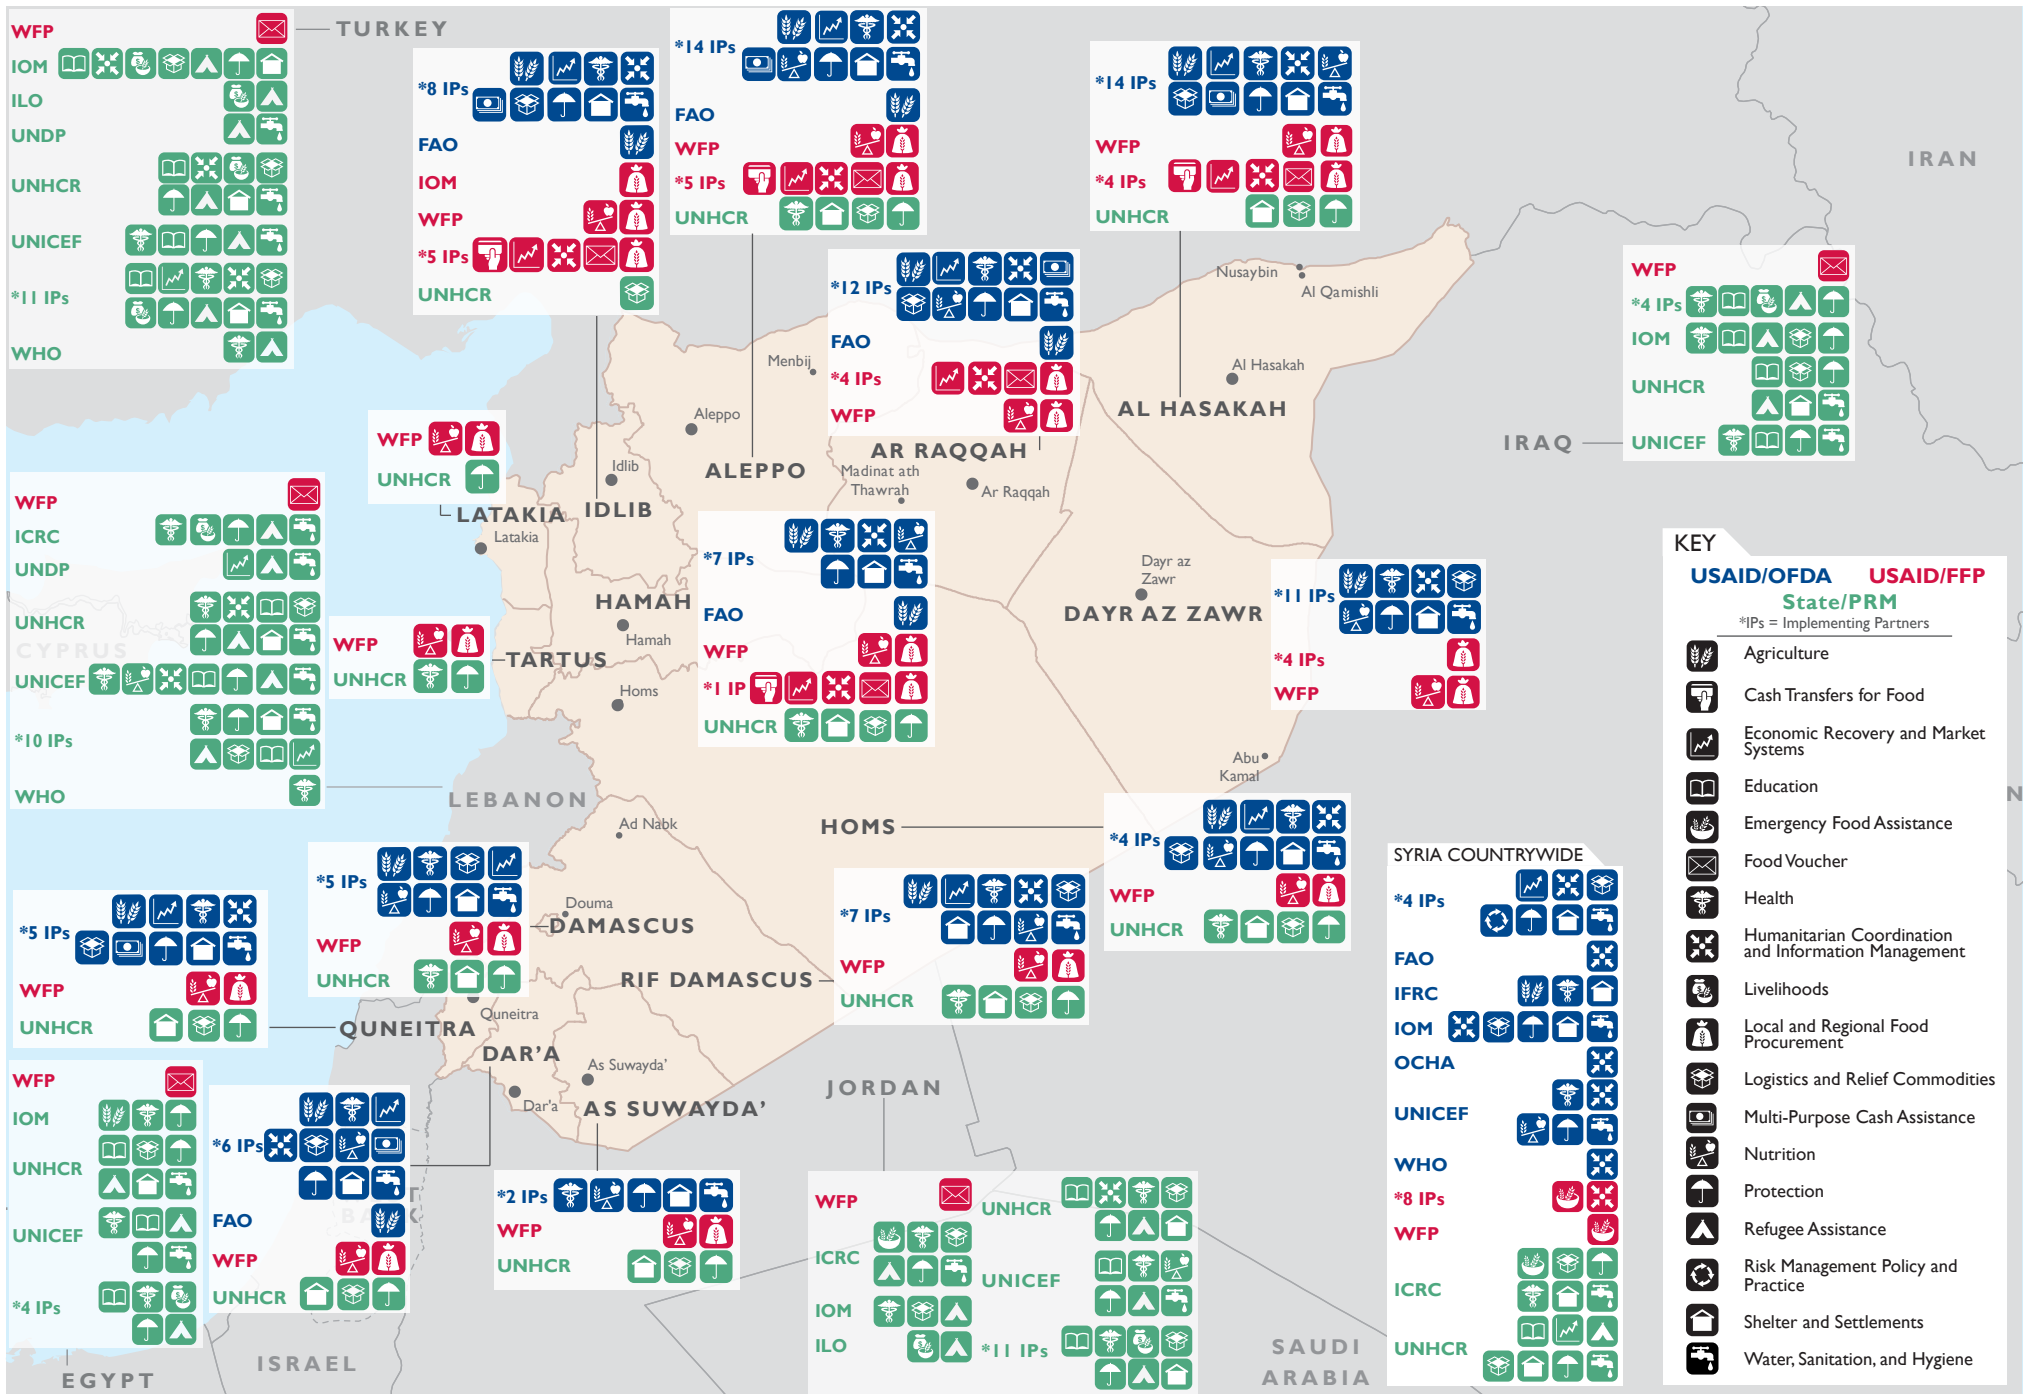 WFP
IOM
ILO
UNDP
UNHCR
UNICEF
*11 IPs
WHO
TURKEY
*8 IPs
FAO
IOM
WFP
*5 IPs
UNHCR
*14 IPs
FAO
WFP
*5 IPs
UNHCR
*14 IPs
WFP
*4 IPs
UNHCR
IRAN
*12 IPs
FAO
*4 IPs
WFP
Nusaybin
Al Qamishli
WFP
*4 IPs
IOM
UNHCR
UNICEF
IRAQ
Menbij
Al Hasakah
AL HASAKAH
Aleppo
ALEPPO
AR RAQQAH
Madinat ath
Thawrah
Ar Raqqah
WFP
UNHCR
LATAKIA
Latakia
Idlib
IDLIB
WFP
ICRC
UNDP
UNHCR
CYPRUS
UNICEF
*10 IPs
WHO
LEBANON
WFP
UNHCR
TARTUS
HAMAH
Hamah
Homs
*7 IPs
FAO
WFP
*1 IP
UNHCR
Dayr az
Zawr
DAYR AZ ZAWR
*11 IPs
*4 IPs
WFP
Abu
Kamal
KEY
USAID/OFDA
USAID/FFP
State/PRM
*IPs = Implementing Partners
Agriculture
Cash Transfers for Food
Economic Recovery and Market
Systems
Education
Emergency Food Assistance
Food Voucher
Health
Humanitarian Coordination
and Information Management
Livelihoods
Local and Regional Food
Procurement
Logistics and Relief Commodities
Multi-Purpose Cash Assistance
Nutrition
Protection
Refugee Assistance
Risk Management Policy and
Practice
Shelter and Settlements
Water, Sanitation, and Hygiene
Ad Nabk
HOMS
*4 IPs
WFP
UNHCR
*5 IPs
WFP
UNHCR
Douma
DAMASCUS
*7 IPs
WFP
UNHCR
RIF DAMASCUS
*5 IPs
WFP
UNHCR
QUNEITRA
Quneitra
DAR'A
Dar'a
As Suwayda'
AS SUWAYDA'
JORDAN
SYRIA COUNTRYWIDE
*4 IPs
FAO
IFRC
IOM
OCHA
UNICEF
WHO
*8 IPs
WFP
ICRC
UNHCR
WFP
IOM
UNHCR
UNICEF
*4 IPs
EGYPT
*6 IPs
FAO
WFP
UNHCR
ISRAEL
*2 IPs
WFP
UNHCR
WFP
ICRC
IOM
ILO
UNHCR
UNICEF
*11 IPs
SAUDI
ARABIA